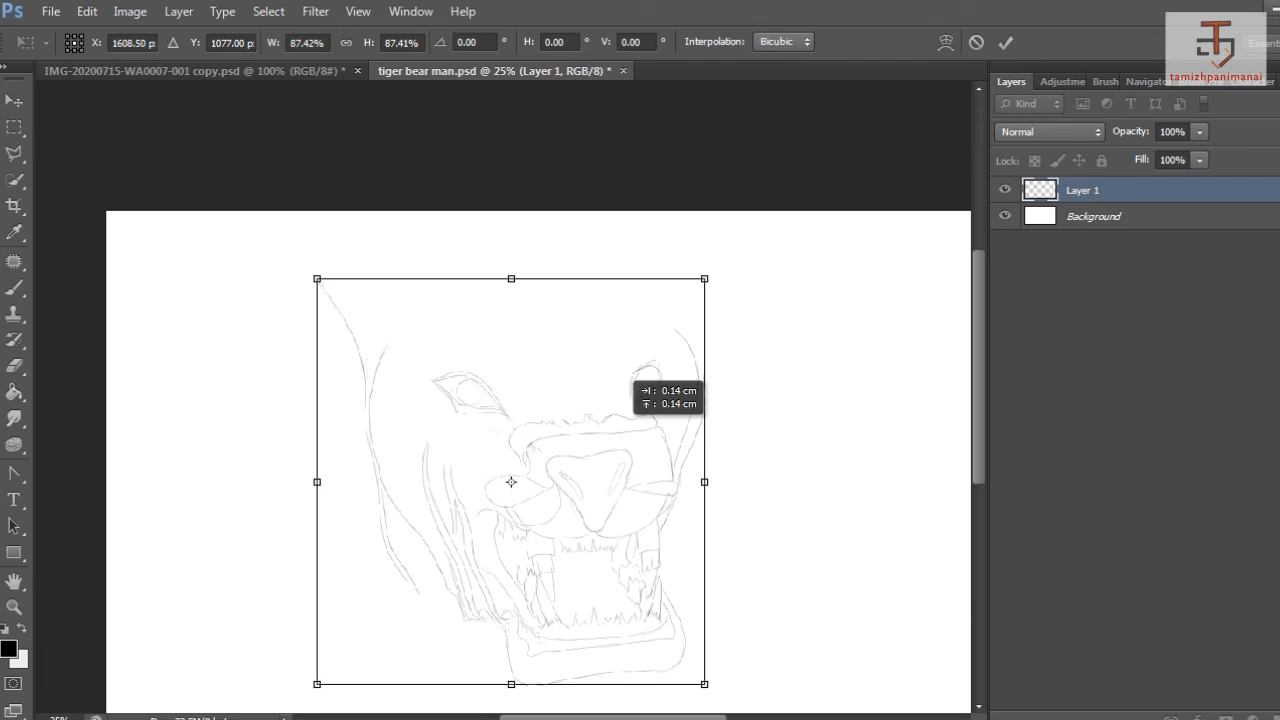 Ps File Edit Image Layer Type Select Filter View Window Help
X: 1608.50 p: Y: 1077.00 p: W: 87.42% H: 87.41% 0.00 ° H: 0.00 ° V: 0.00 ° Interpolation: Bicubic Essent
tamizhpanimanai
IMG-20200715-WA0007-001 copy.psd @ 100% (RGB/8#) * × tiger bear man.psd @ 25% (Layer 1, RGB/8) * ×
Layers Adjustme Brush Navigator
Kind
Normal Opacity: 100%
Lock: Fill: 100%
Layer 1
Background
0.14 cm
0.14 cm